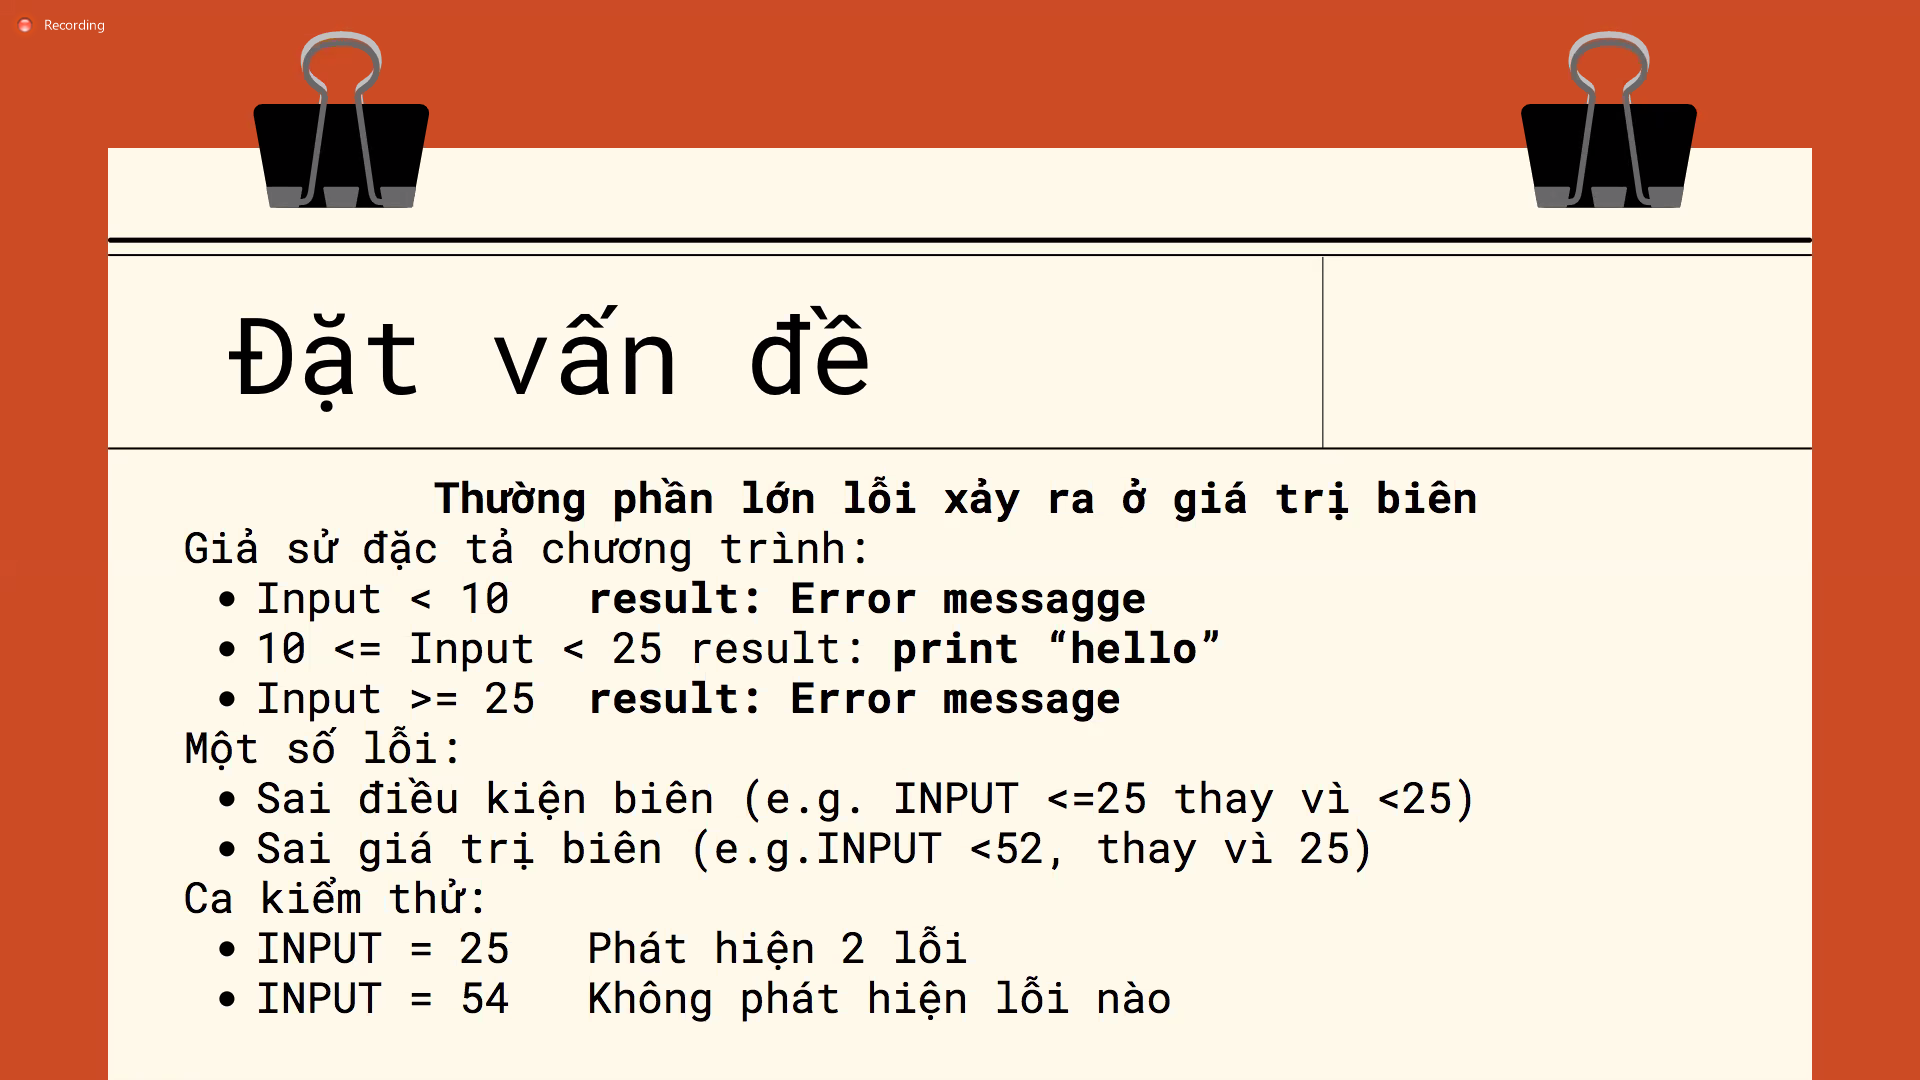 Recording
Đặt vấn đề
Thường phần lớn lỗi xảy ra ở giá trị biên
Giả sử đặc tả chương trình:
• Input < 10 result: Error messagge
• 10 <= Input < 25 result: print “hello”
• Input >= 25 result: Error message
Một số lỗi:
• Sai điều kiện biên (e.g. INPUT <=25 thay vì <25)
• Sai giá trị biên (e.g.INPUT <52, thay vì 25)
Ca kiểm thử:
• INPUT = 25 Phát hiện 2 lỗi
• INPUT = 54 Không phát hiện lỗi nào